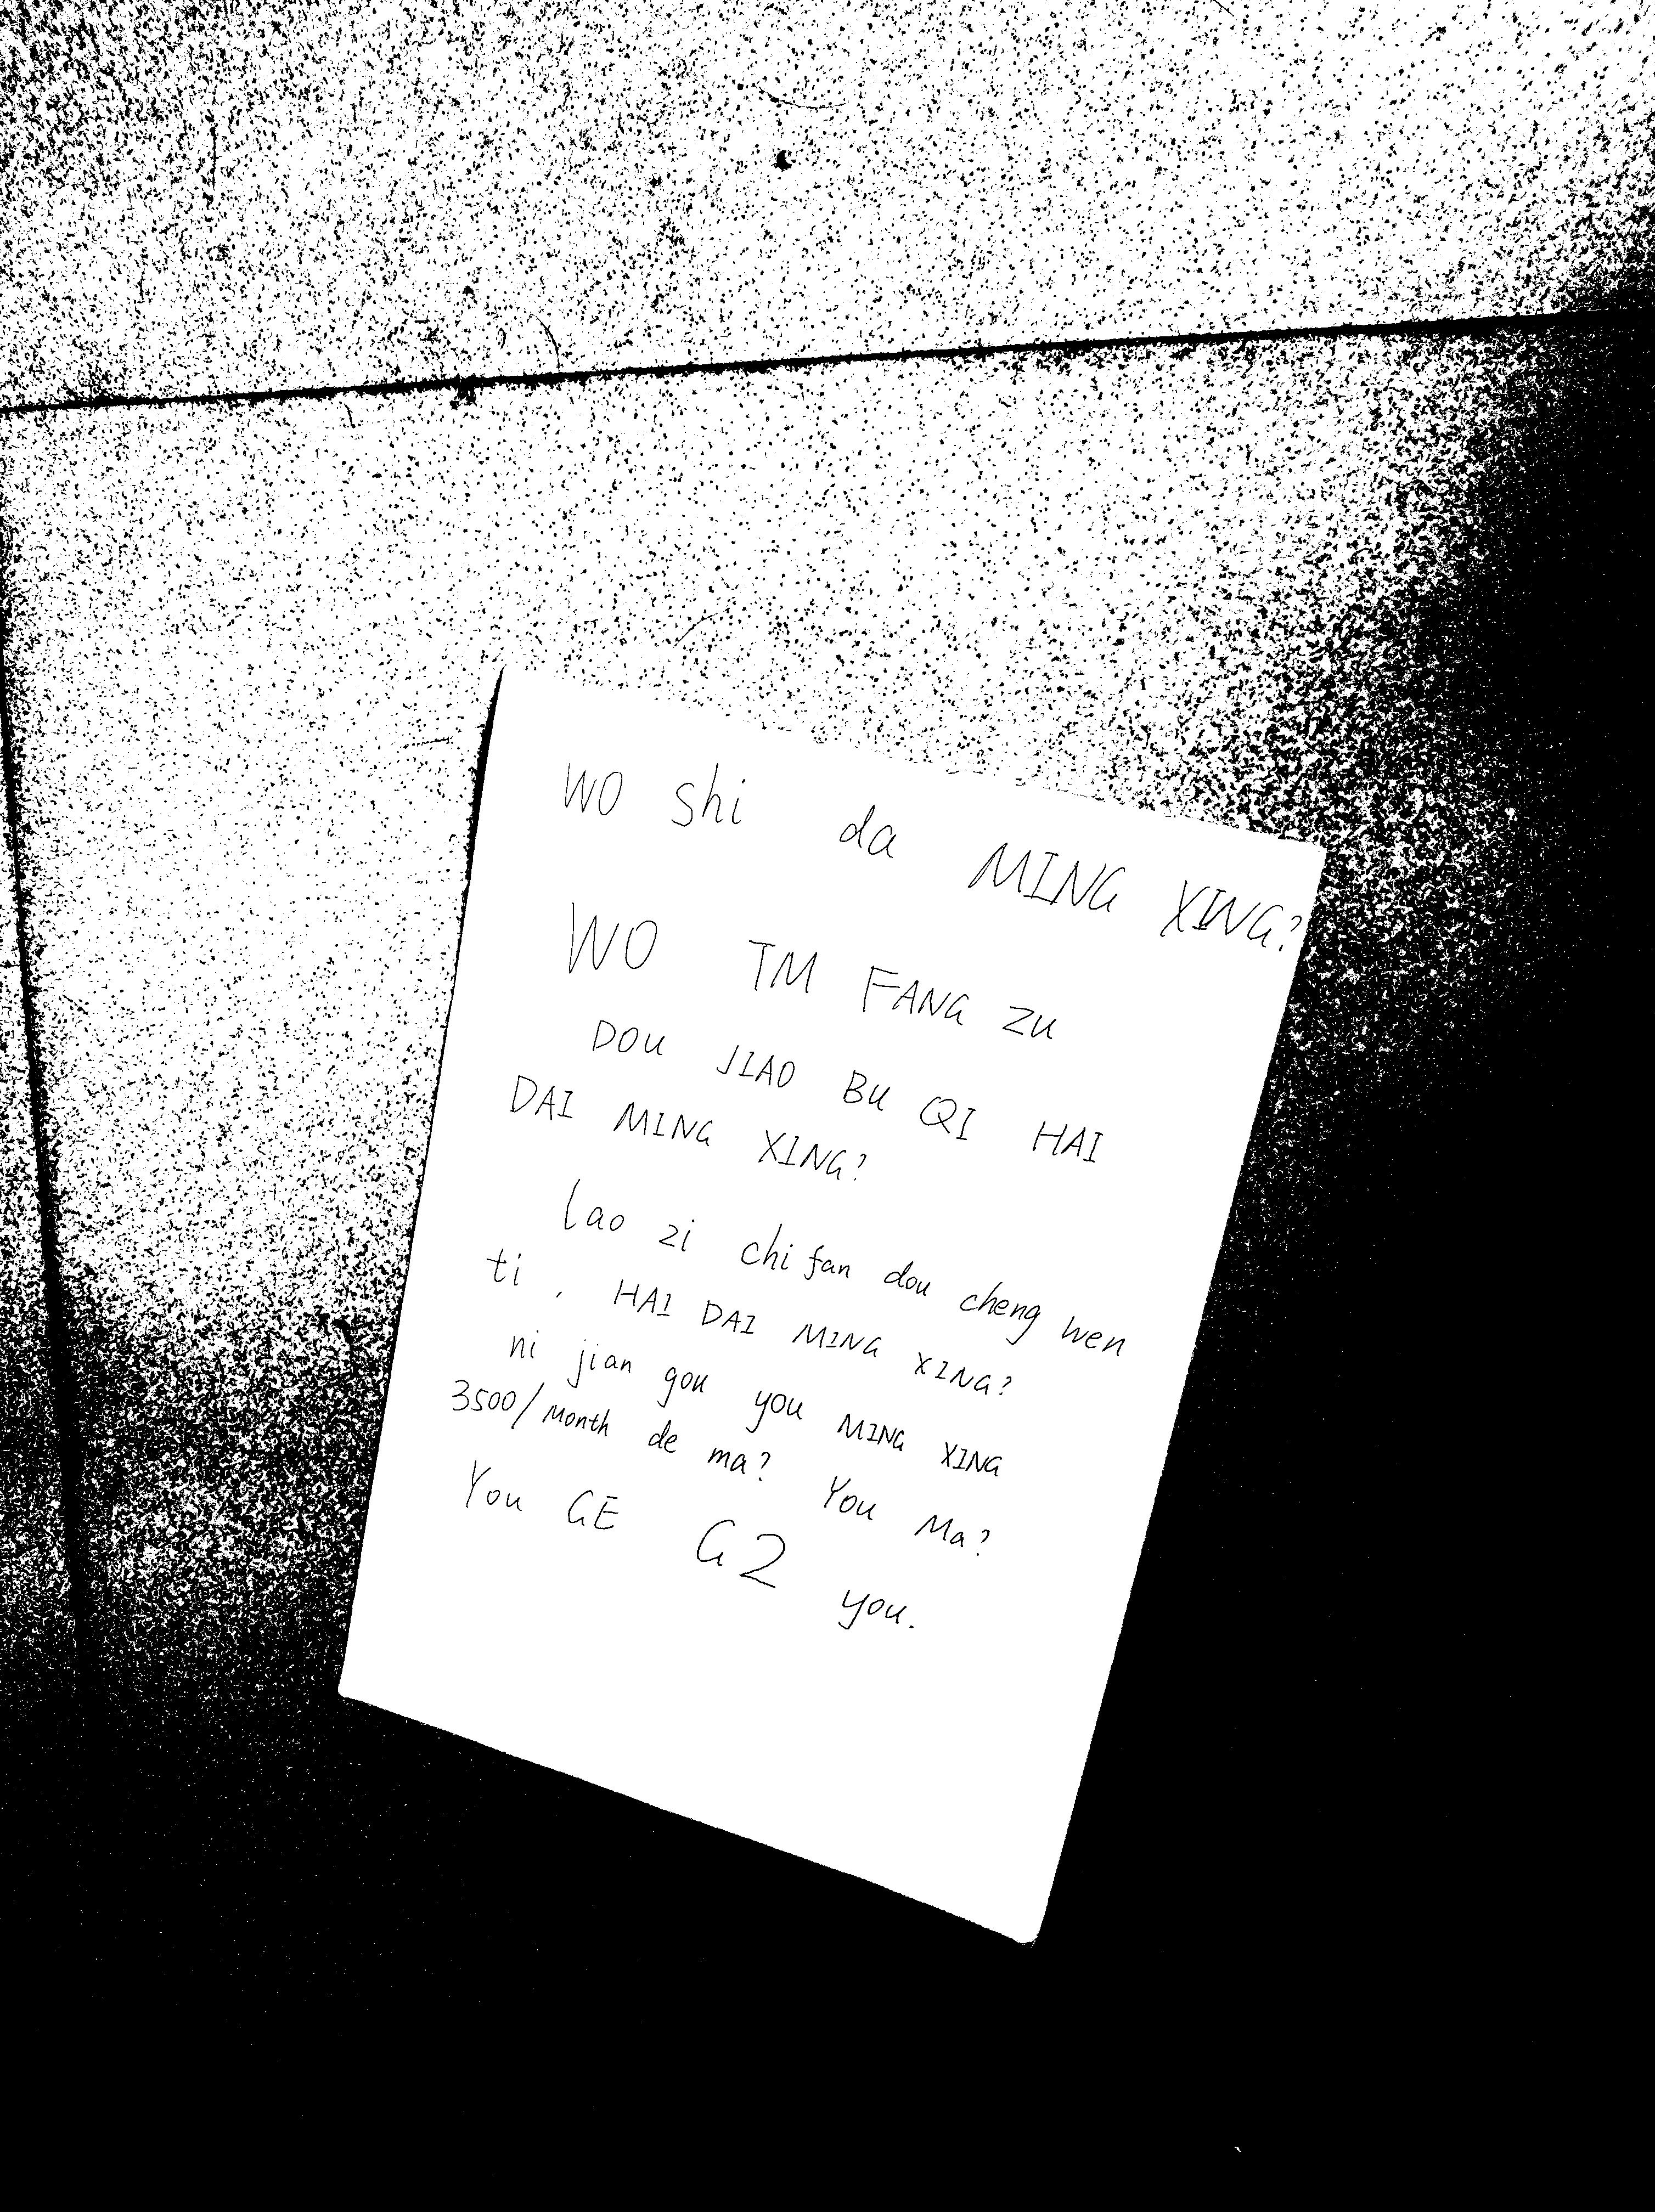 WO Shi da MING XING?
WO TM FANG ZU
DOU JIAO BU QI HAI
DAI MING XING?
lao zi chi fan dou cheng wen
ti, HAI DAI MING XING?
ni jian gou you MING XING
3500/Month de ma? You Ma?
You GE G2 you.